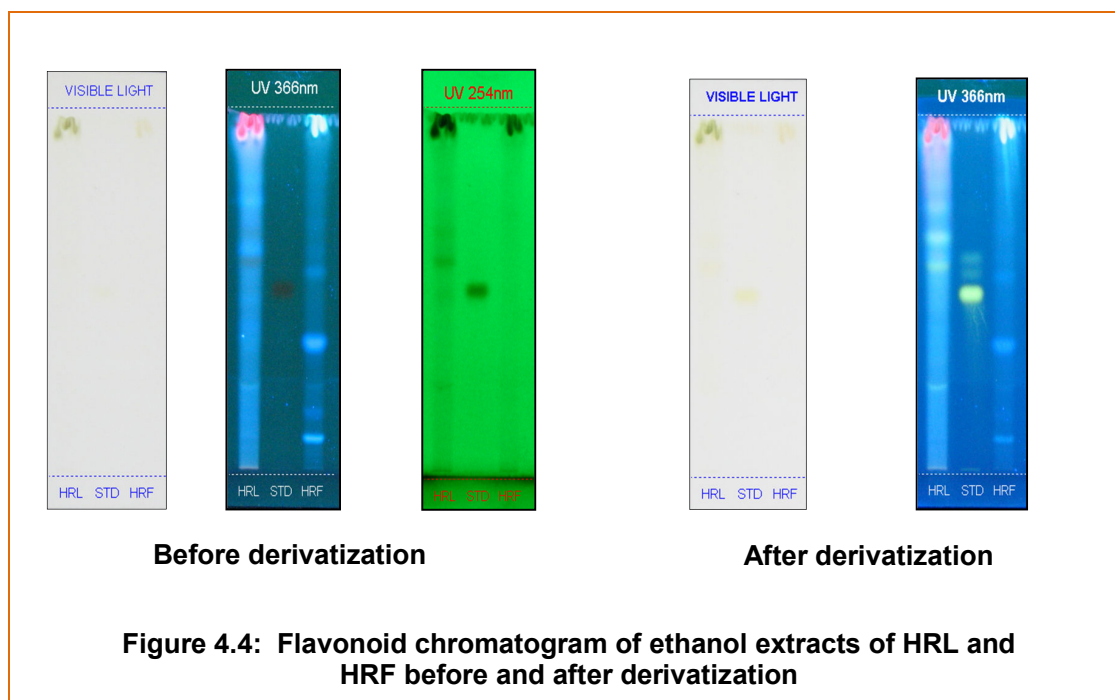 VISIBLE LIGHT
HRL STD HRF
UV 366nm
HRL STD HRF
UV 254nm
HRL STD HRF
VISIBLE LIGHT
HRL STD HRF
UV 366nm
HRL STD HRF
Before derivatization
After derivatization
Figure 4.4: Flavonoid chromatogram of ethanol extracts of HRL and
HRF before and after derivatization